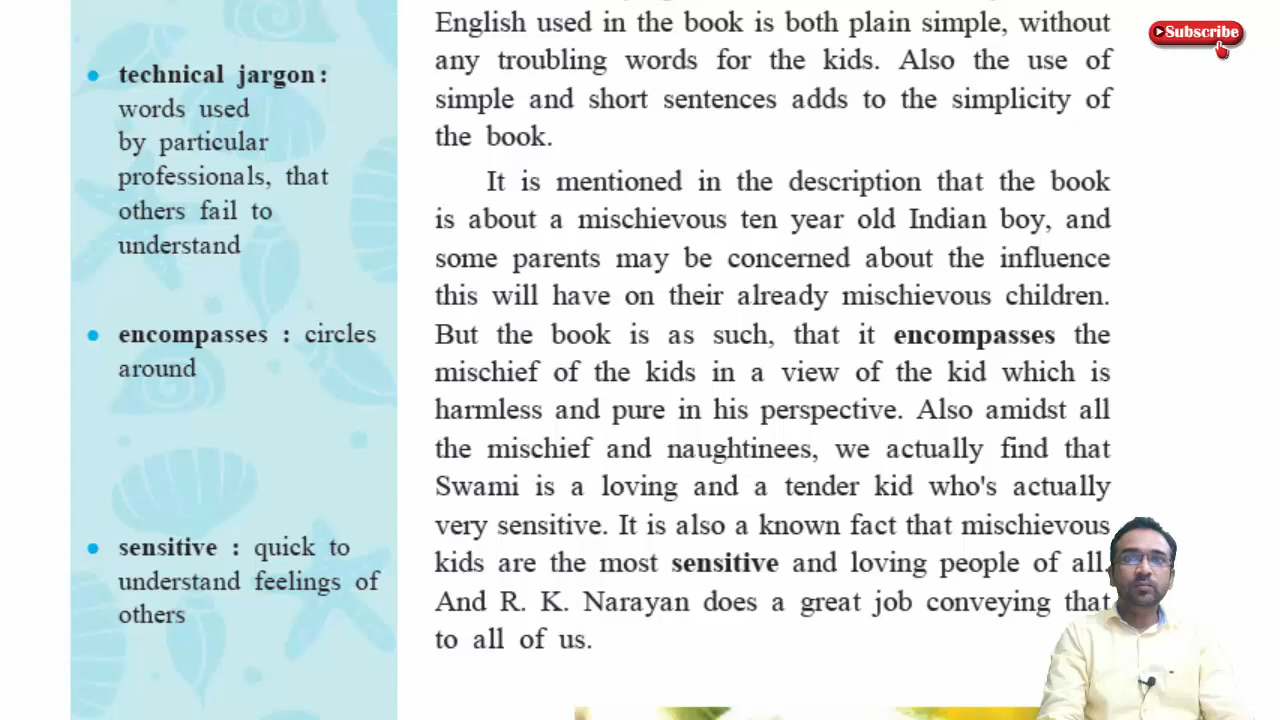 technical jargon :
words used
by particular
professionals, that
others fail to
understand
encompasses : circles
around
sensitive : quick to
understand feelings of
others
English used in the book is both plain simple, without
any troubling words for the kids. Also the use of
simple and short sentences adds to the simplicity of
the book.
It is mentioned in the description that the book
is about a mischievous ten year old Indian boy, and
some parents may be concerned about the influence
this will have on their already mischievous children.
But the book is as such, that it encompasses the
mischief of the kids in a view of the kid which is
harmless and pure in his perspective. Also amidst all
the mischief and naughtinees, we actually find that
Swami is a loving and a tender kid who's actually
very sensitive. It is also a known fact that mischievous
kids are the most sensitive and loving people of all.
And R. K. Narayan does a great job conveying that
to all of us.
Subscribe